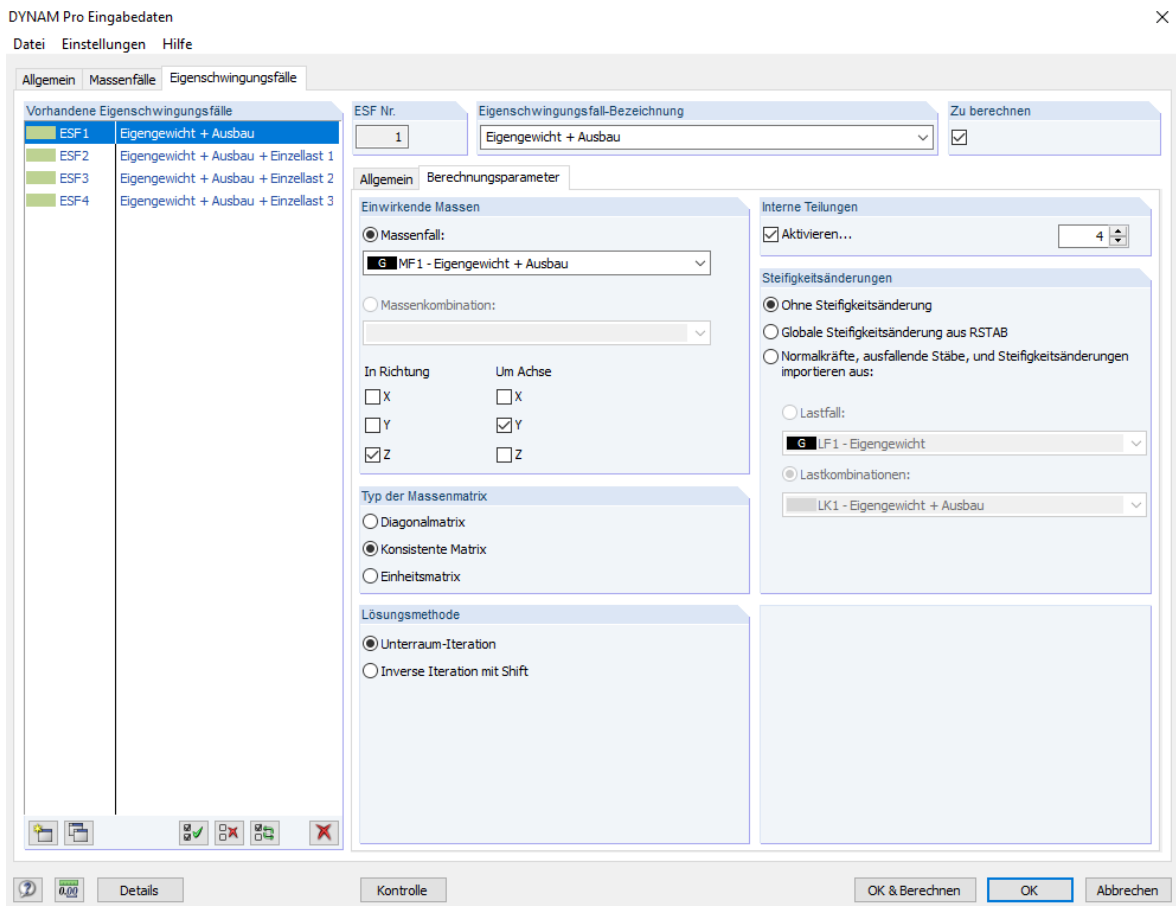 DYNAM Pro Eingabedaten
Datei Einstellungen Hilfe
Allgemein Massenfälle Eigenschwingungsfälle
Vorhandene Eigenschwingungsfälle
ESF1 Eigengewicht + Ausbau
ESF2 Eigengewicht + Ausbau + Einzellast 1
ESF3 Eigengewicht + Ausbau + Einzellast 2
ESF4 Eigengewicht + Ausbau + Einzellast 3
ESF Nr.
1
Eigenschwingungsfall-Bezeichnung
Eigengewicht + Ausbau
Zu berechnen
Allgemein Berechnungsparameter
Einwirkende Massen
Massenfall:
G MF1 - Eigengewicht + Ausbau
Massenkombination:
In Richtung Um Achse
X X
Y Y
Z Z
Typ der Massenmatrix
Diagonalmatrix
Konsistente Matrix
Einheitsmatrix
Lösungsmethode
Unterraum-Iteration
Inverse Iteration mit Shift
Interne Teilungen
Aktivieren... 4
Steifigkeitsänderungen
Ohne Steifigkeitsänderung
Globale Steifigkeitsänderung aus RSTAB
Normalkräfte, ausfallende Stäbe, und Steifigkeitsänderungen
importieren aus:
Lastfall:
G LF1 - Eigengewicht
Lastkombinationen:
LK1 - Eigengewicht + Ausbau
0.00 Details Kontrolle OK & Berechnen OK Abbrechen